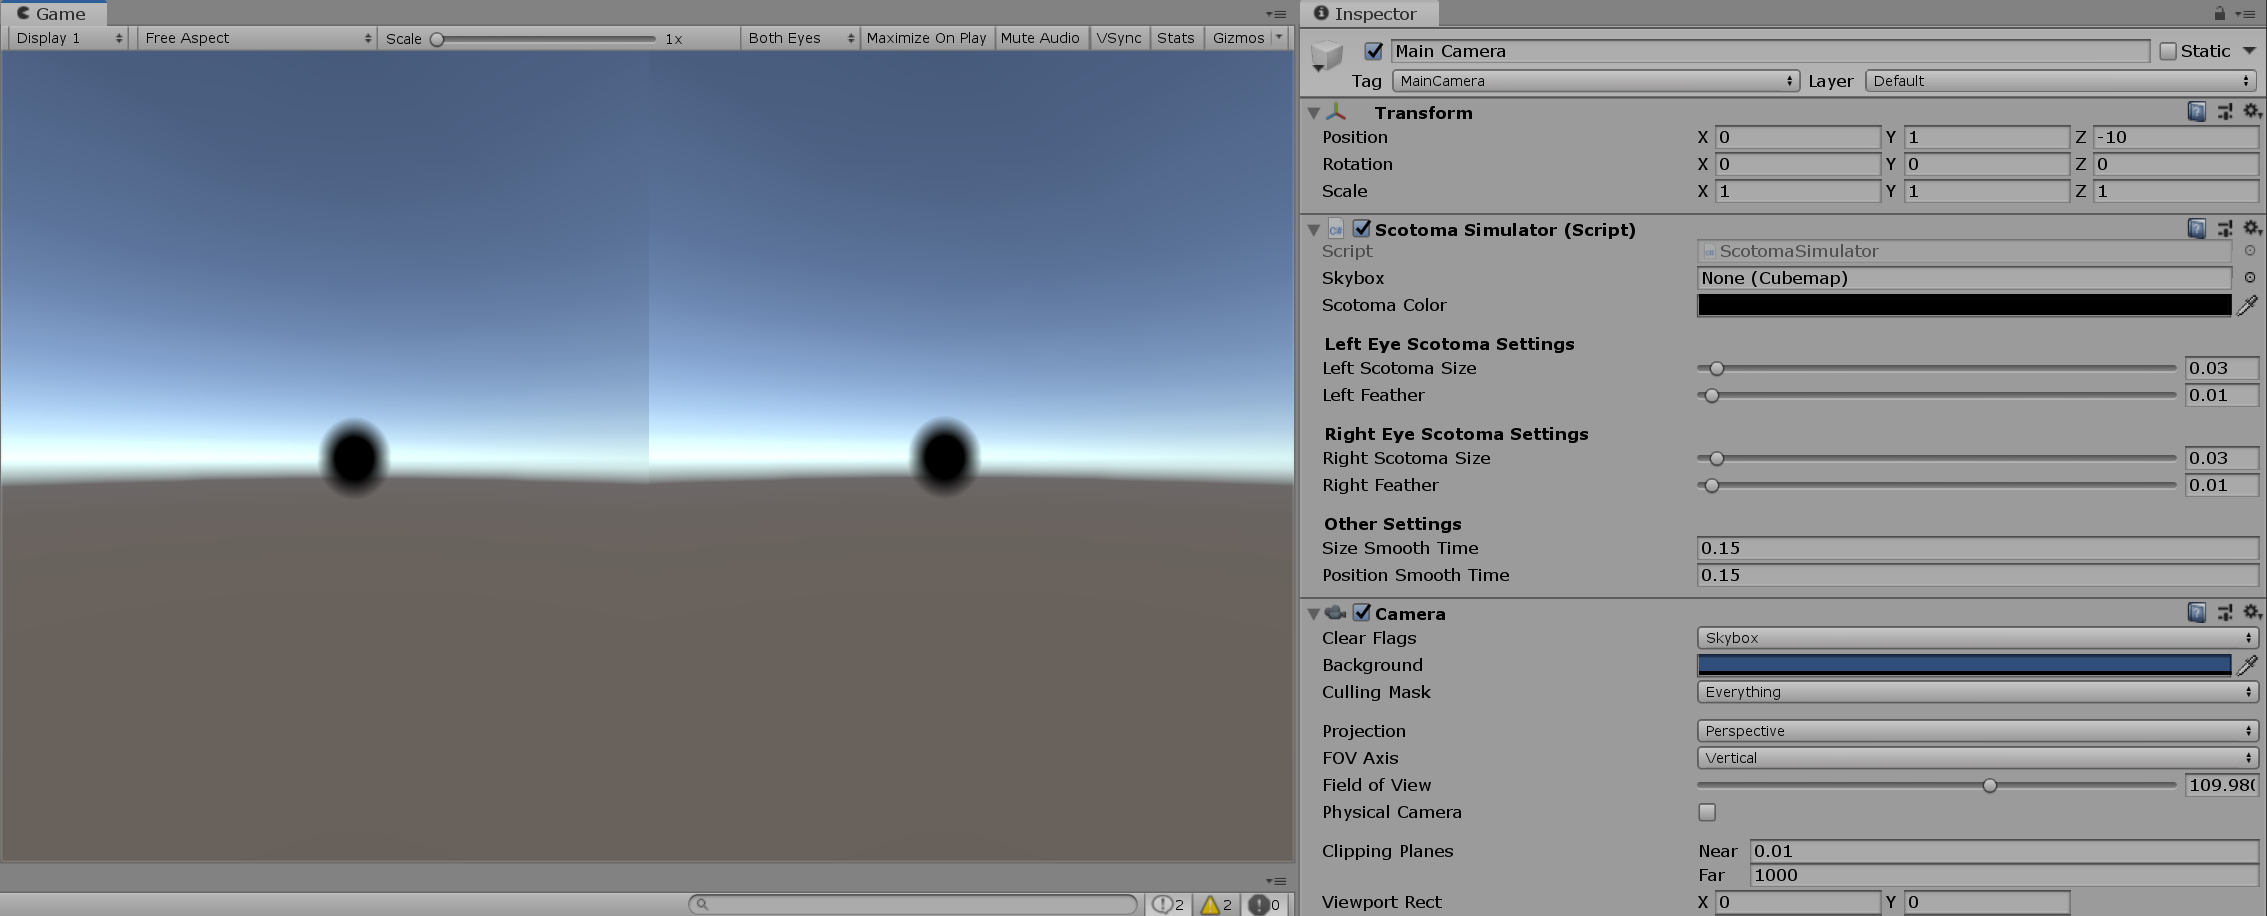 Game
Display 1 Free Aspect Scale 1x Both Eyes Maximize On Play Mute Audio VSync Stats Gizmos
2 2 0
Inspector
Main Camera Static
Tag MainCamera Layer Default
Transform
Position X 0 Y 1 Z -10
Rotation X 0 Y 0 Z 0
Scale X 1 Y 1 Z 1
C# Scotoma Simulator (Script)
Script ScotomaSimulator
Skybox None (Cubemap)
Scotoma Color
Left Eye Scotoma Settings
Left Scotoma Size 0.03
Left Feather 0.01
Right Eye Scotoma Settings
Right Scotoma Size 0.03
Right Feather 0.01
Other Settings
Size Smooth Time 0.15
Position Smooth Time 0.15
Camera
Clear Flags Skybox
Background
Culling Mask Everything
Projection Perspective
FOV Axis Vertical
Field of View 109.98
Physical Camera
Clipping Planes Near 0.01
Far 1000
Viewport Rect X 0 Y 0